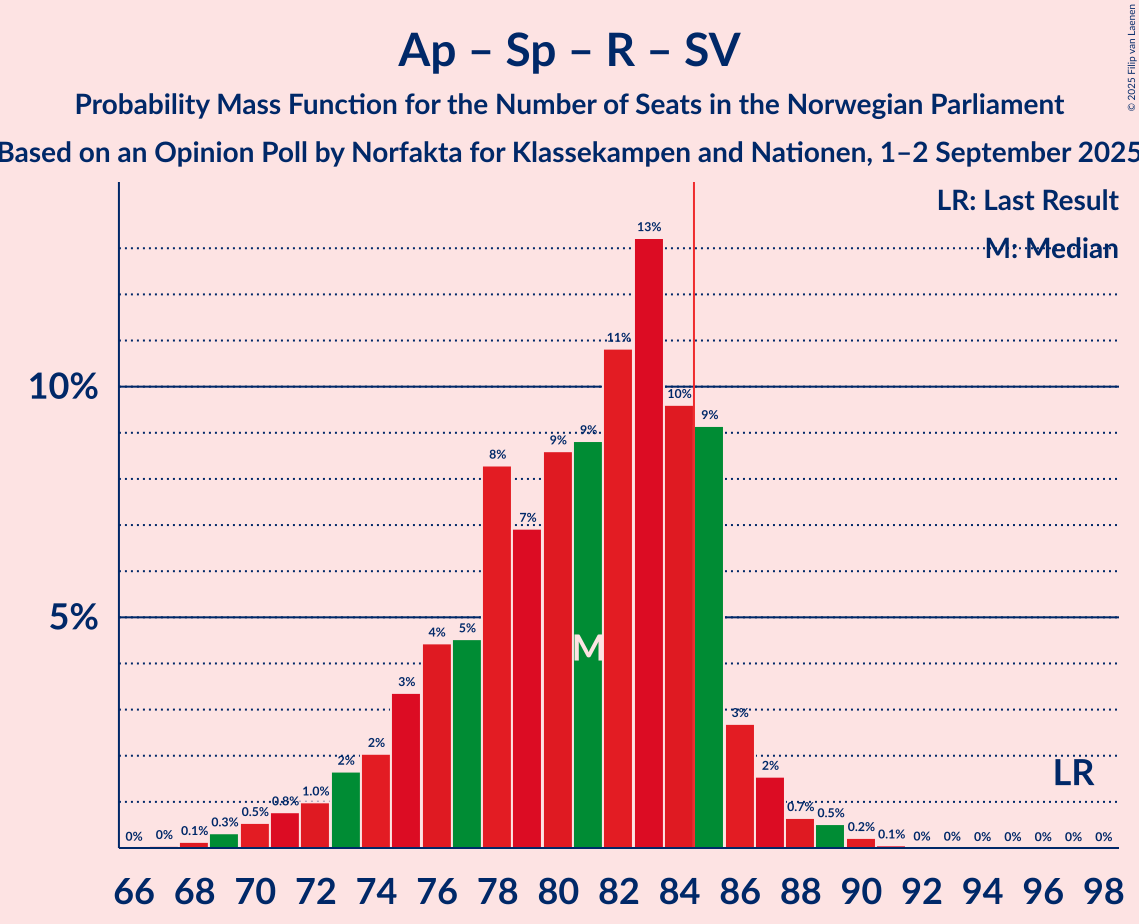 Ap – Sp – R – SV
Probability Mass Function for the Number of Seats in the Norwegian Parliament
Based on an Opinion Poll by Norfakta for Klassekampen and Nationen, 1–2 September 2025
© 2025 Filip van Laenen
LR: Last Result
M: Median
10%
5%
0% 0% 0.1% 0.3% 0.5% 0.8% 1.0% 2% 2% 3% 4% 5% 8% 7% 9% 9% 11% 13% 10% 9% 3% 2% 0.7% 0.5% 0.2% 0.1% 0% 0% 0% 0% 0% 0% 0%
M
LR
66 68 70 72 74 76 78 80 82 84 86 88 90 92 94 96 98